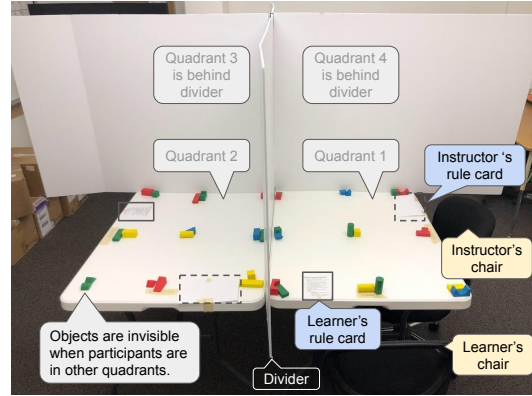 Quadrant 3
is behind
divider
Quadrant 4
is behind
divider
Quadrant 2
Quadrant 1
Instructor ‘s
rule card
Instructor’s
chair
Objects are invisible
when participants are
in other quadrants.
Learner’s
rule card
Learner’s
chair
Divider